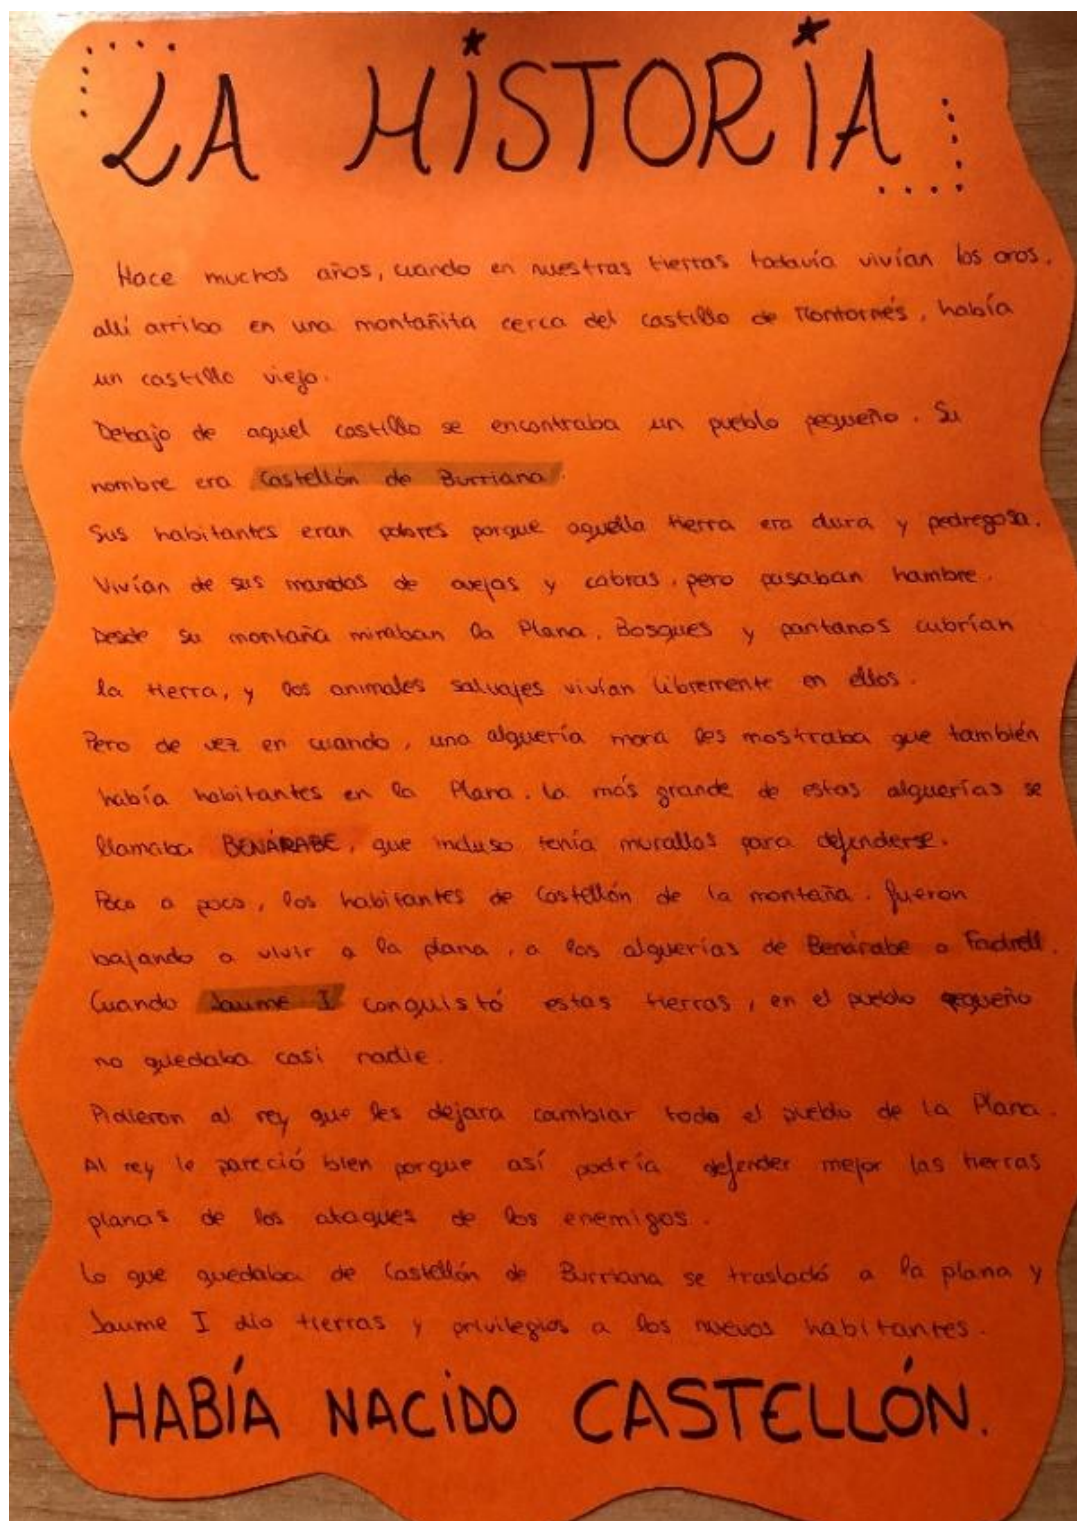 LA HISTORIA
Hace muchos años, cuando en nuestras tierras todavía vivían los oros,
allí arriba en una montañita cerca del castillo de Montornés, había
un castillo viejo.
Debajo de aquel castillo se encontraba un pueblo pequeño. Su
nombre era Castellón de Burriana.
Sus habitantes eran pobres porque aquella tierra era dura y pedregosa.
Vivían de sus manadas de ovejas y cabras, pero pasaban hambre.
Desde su montaña miraban la Plana. Bosques y pantanos cubrían
la tierra, y los animales salvajes vivían libremente en ellos.
Pero de vez en cuando, una alquería mora les mostraba que también
había habitantes en la Plana. La más grande de estas alquerías se
llamaba BENÁRABE, que incluso tenía murallas para defenderse.
Poco a poco, los habitantes de Castellón de la montaña. fueron
bajando a vivir a la plana, a las alquerías de Benárabe o Fadrell.
Cuando Jaume I conquistó estas tierras, en el pueblo pequeño
no quedaba casi nadie.
Pidieron al rey que les dejara cambiar todo el pueblo de la Plana.
Al rey le pareció bien porque así podría defender mejor las tierras
planas de los ataques de los enemigos.
Lo que quedaba de Castellón de Burriana se trasladó a la plana y
Jaume I dio tierras y privilegios a los nuevos habitantes.
HABÍA NACIDO CASTELLÓN.